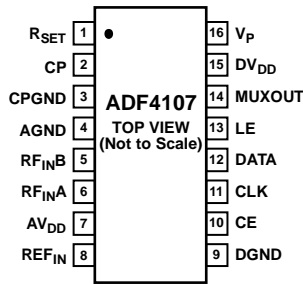 RSET 1
CP 2
CPGND 3
AGND 4
RFINB 5
RFINA 6
AVDD 7
REFIN 8
ADF4107
TOP VIEW
(Not to Scale)
16 VP
15 DVDD
14 MUXOUT
13 LE
12 DATA
11 CLK
10 CE
9 DGND